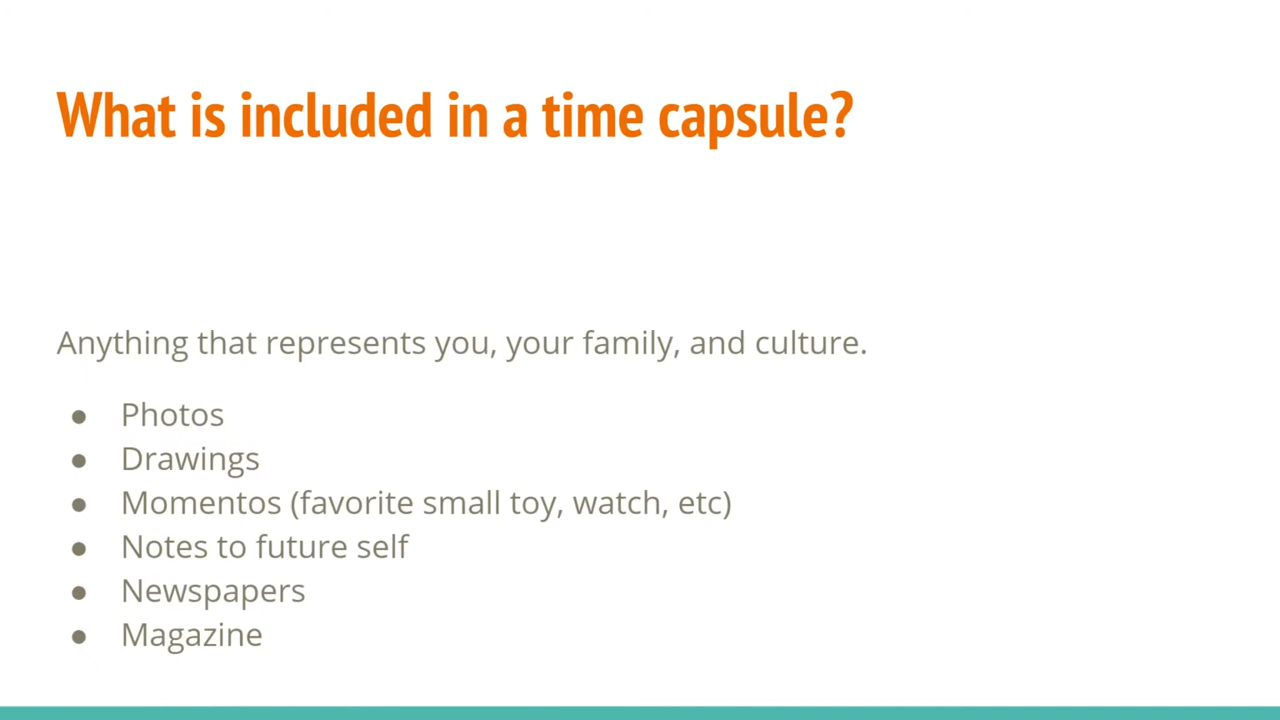 What is included in a time capsule?
Anything that represents you, your family, and culture.
● Photos
● Drawings
● Momentos (favorite small toy, watch, etc)
● Notes to future self
● Newspapers
● Magazine